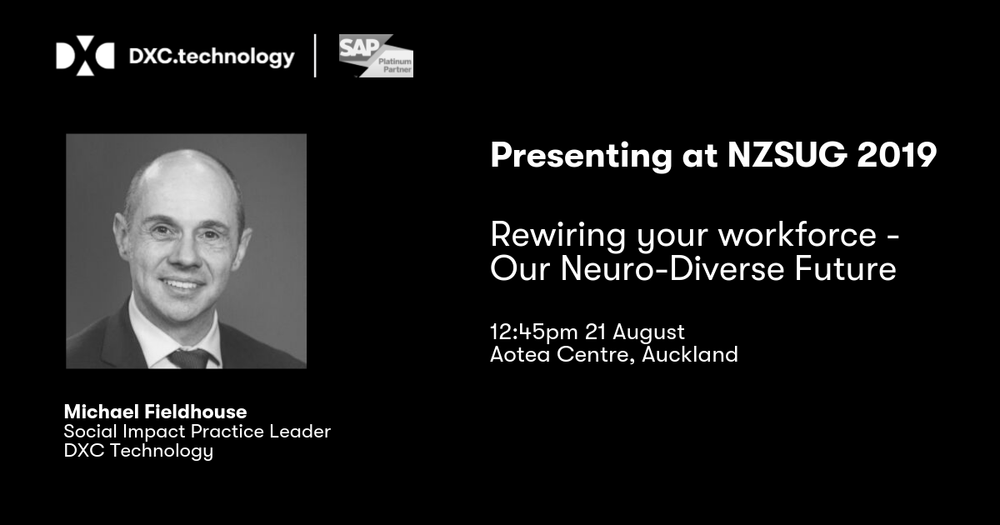 DXC.technology
SAP
Platinum
Partner
Presenting at NZSUG 2019
Rewiring your workforce -
Our Neuro-Diverse Future
12:45pm 21 August
Aotea Centre, Auckland
Michael Fieldhouse
Social Impact Practice Leader
DXC Technology